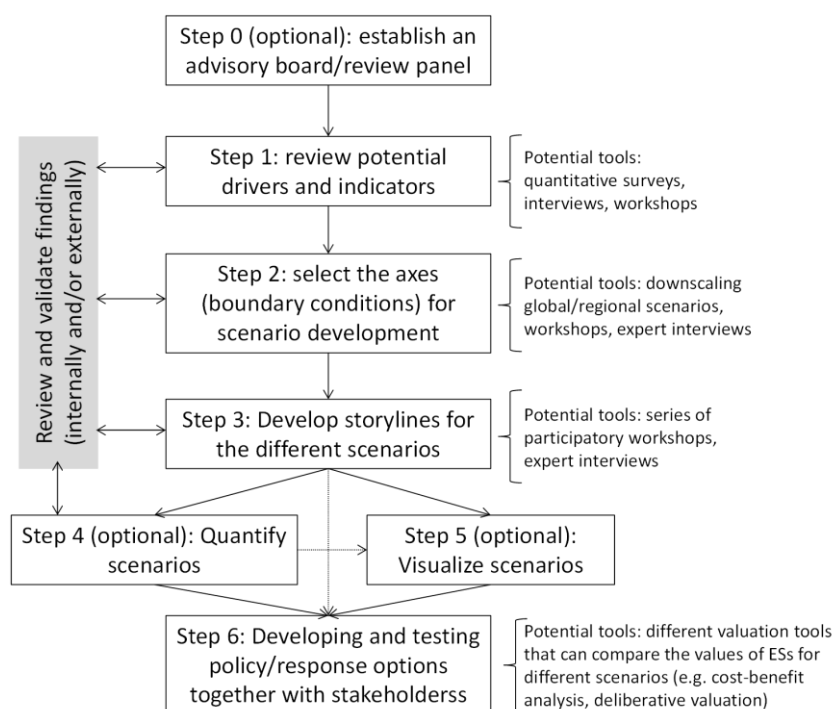 Step 0 (optional): establish an
advisory board/review panel
Review and validate findings
(internally and/or externally)
Step 1: review potential
drivers and indicators
Potential tools:
quantitative surveys,
interviews, workshops
Step 2: select the axes
(boundary conditions) for
scenario development
Potential tools: downscaling
global/regional scenarios,
workshops, expert interviews
Step 3: Develop storylines for
the different scenarios
Potential tools: series of
participatory workshops,
expert interviews
Step 4 (optional): Quantify
scenarios
Step 5 (optional):
Visualize scenarios
Step 6: Developing and testing
policy/response options
together with stakeholderss
Potential tools: different valuation tools
that can compare the values of ESs for
different scenarios (e.g. cost-benefit
analysis, deliberative valuation)